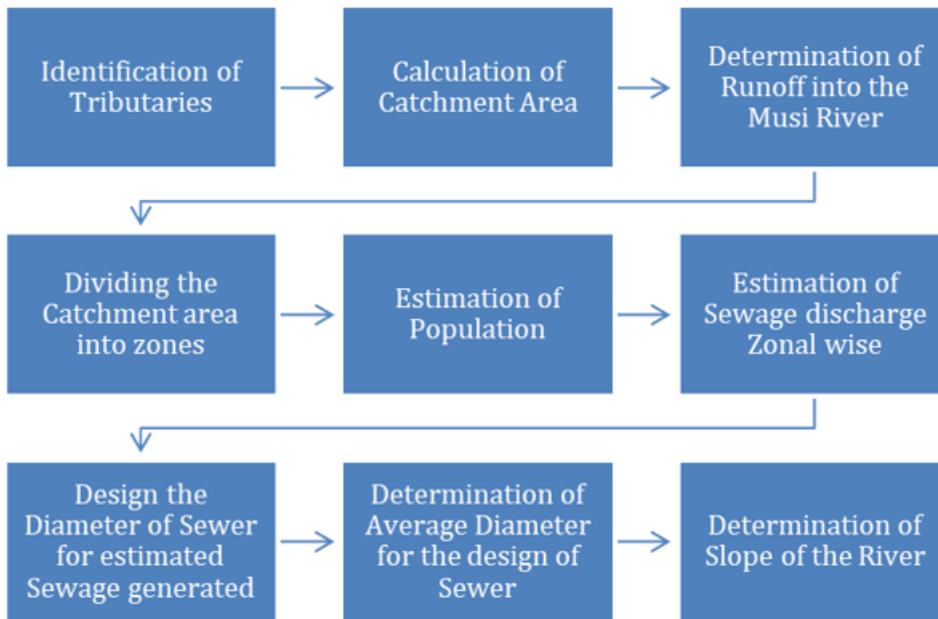 Identification of
Tributaries
Calculation of
Catchment Area
Determination of
Runoff into the
Musi River
Dividing the
Catchment area
into zones
Estimation of
Population
Estimation of
Sewage discharge
Zonal wise
Design the
Diameter of Sewer
for estimated
Sewage generated
Determination of
Average Diameter
for the design of
Sewer
Determination of
Slope of the River